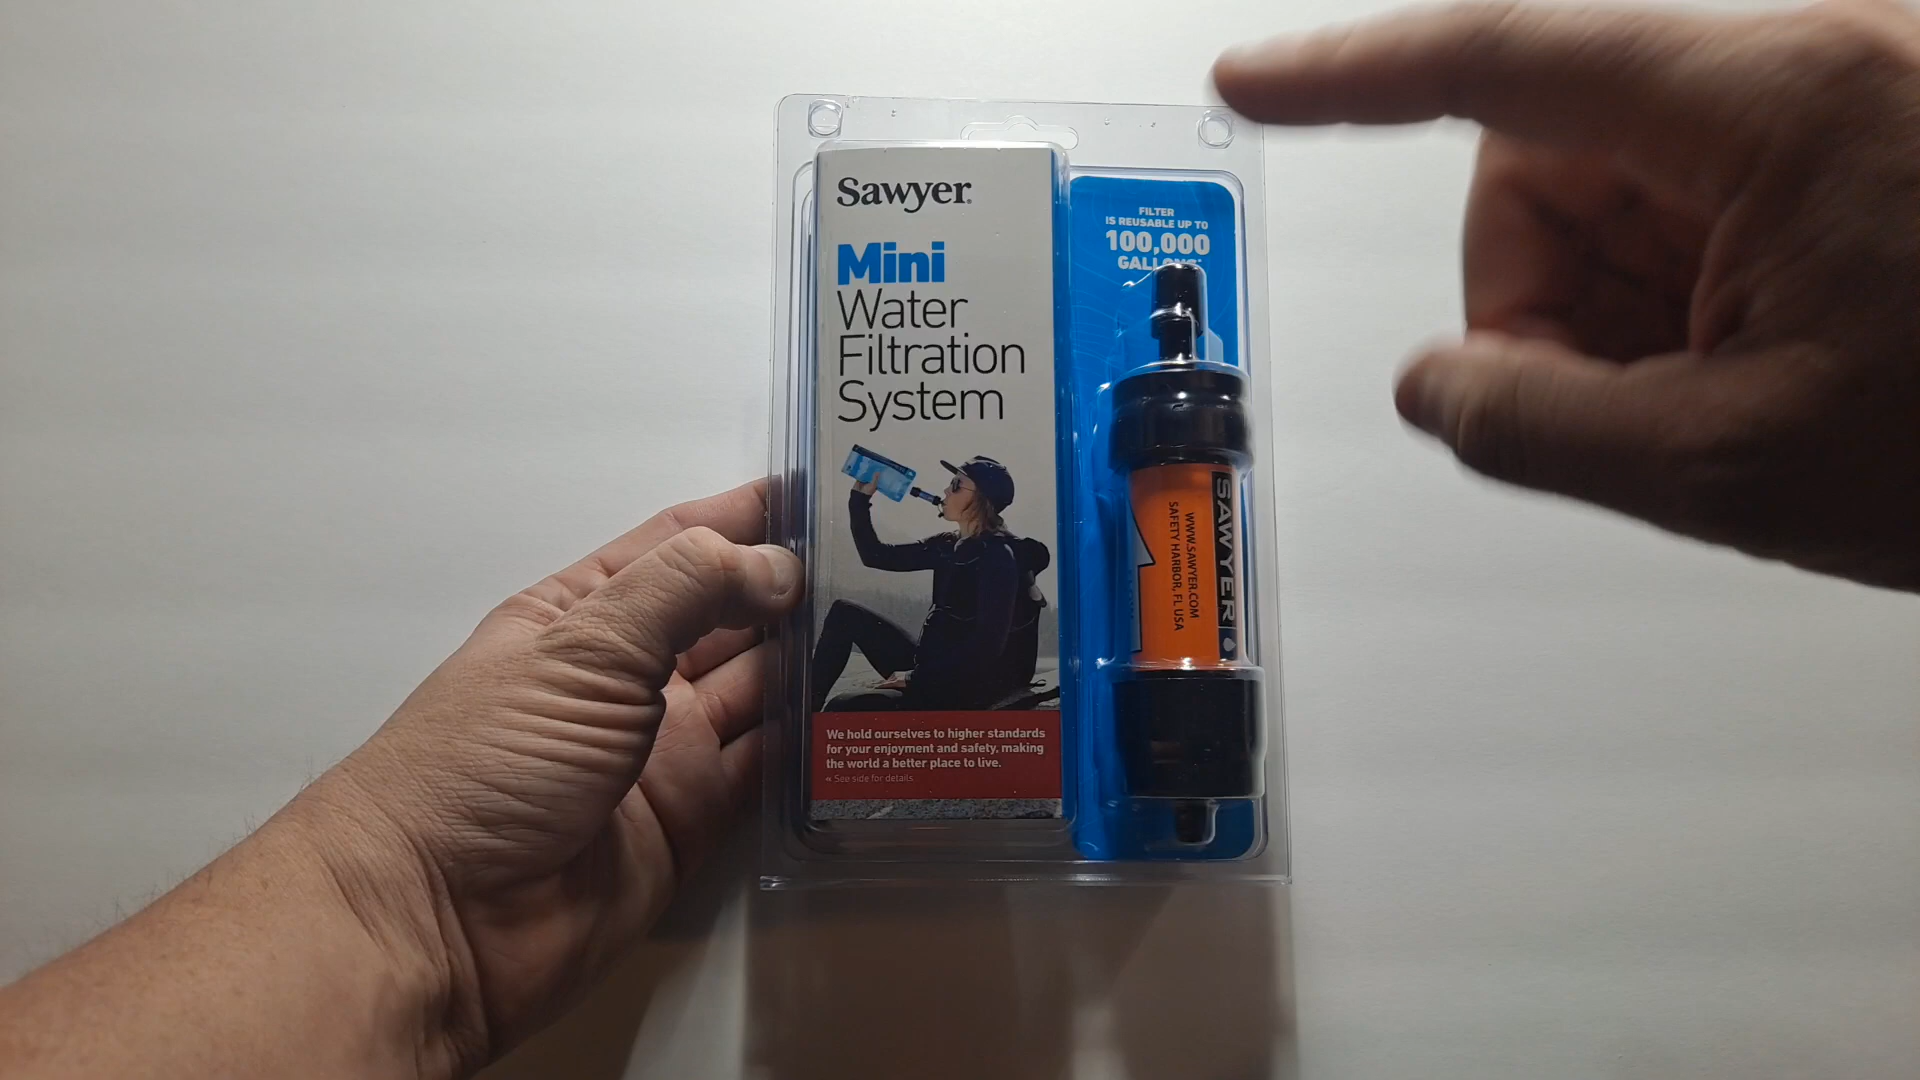 Sawyer®
Mini
Water
Filtration
System
We hold ourselves to higher standards
for your enjoyment and safety, making
the world a better place to live.
« See side for details.
FILTER
IS REUSABLE UP TO
100,000
GALLONS*
SAWYER
WWW.SAWYER.COM
SAFETY HARBOR, FL USA